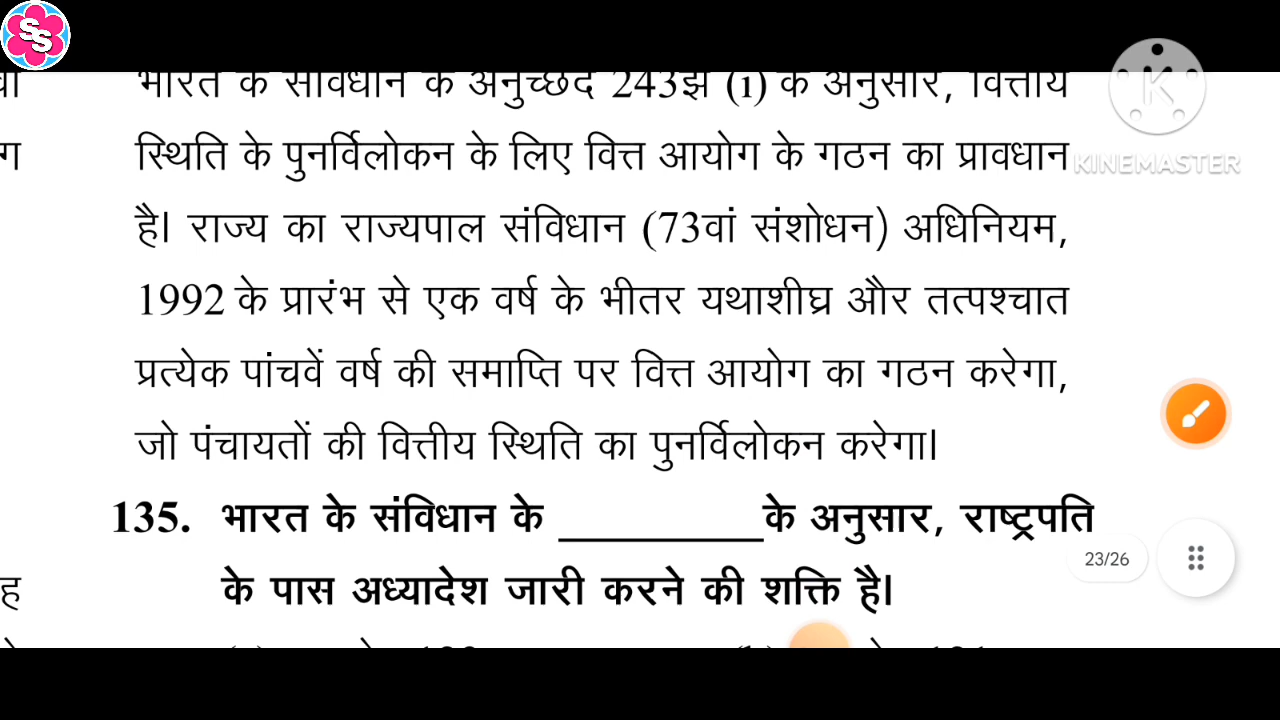 SS
वा
भारत के संविधान के अनुच्छेद 243झ (1) के अनुसार, वित्तीय
स्थिति के पुनर्विलोकन के लिए वित्त आयोग के गठन का प्रावधान
ग
KINEMASTER
है। राज्य का राज्यपाल संविधान (73वां संशोधन) अधिनियम,
1992 के प्रारंभ से एक वर्ष के भीतर यथाशीघ्र और तत्पश्चात
प्रत्येक पांचवें वर्ष की समाप्ति पर वित्त आयोग का गठन करेगा,
जो पंचायतों की वित्तीय स्थिति का पुनर्विलोकन करेगा।
135. भारत के संविधान के __________के अनुसार, राष्ट्रपति
23/26
के पास अध्यादेश जारी करने की शक्ति है।
ह